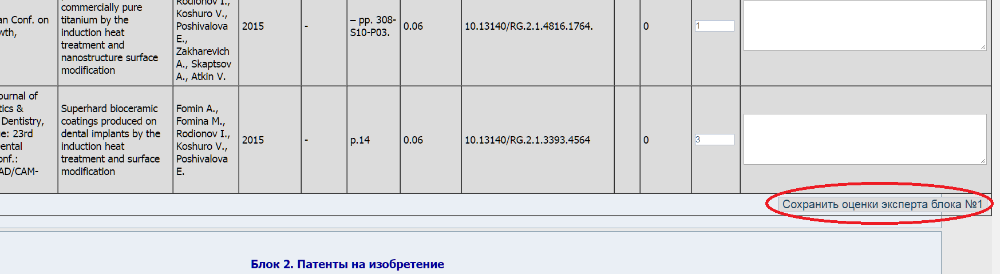 commercially pure
titanium by the
induction heat
treatment and
nanostructure surface
modification
an Conf. on
wth,
Rodionov I.,
Koshuro V.,
Poshivalova
E.,
Zakharevich
A., Skaptsov
A., Atkin V.
2015
-
– pp. 308-
S10-P03.
0.06
10.13140/RG.2.1.4816.1764.
0
1
ournal of
tics &
Dentistry,
e: 23rd
Dental
onf.:
AD/CAM-
Superhard bioceramic
coatings produced on
dental implants by the
induction heat
treatment and surface
modification
Fomin A.,
Fomina M.,
Rodionov I.,
Koshuro V.,
Poshivalova
E.
2015
-
p.14
0.06
10.13140/RG.2.1.3393.4564
0
3
Сохранить оценки эксперта блока №1
Блок 2. Патенты на изобретение